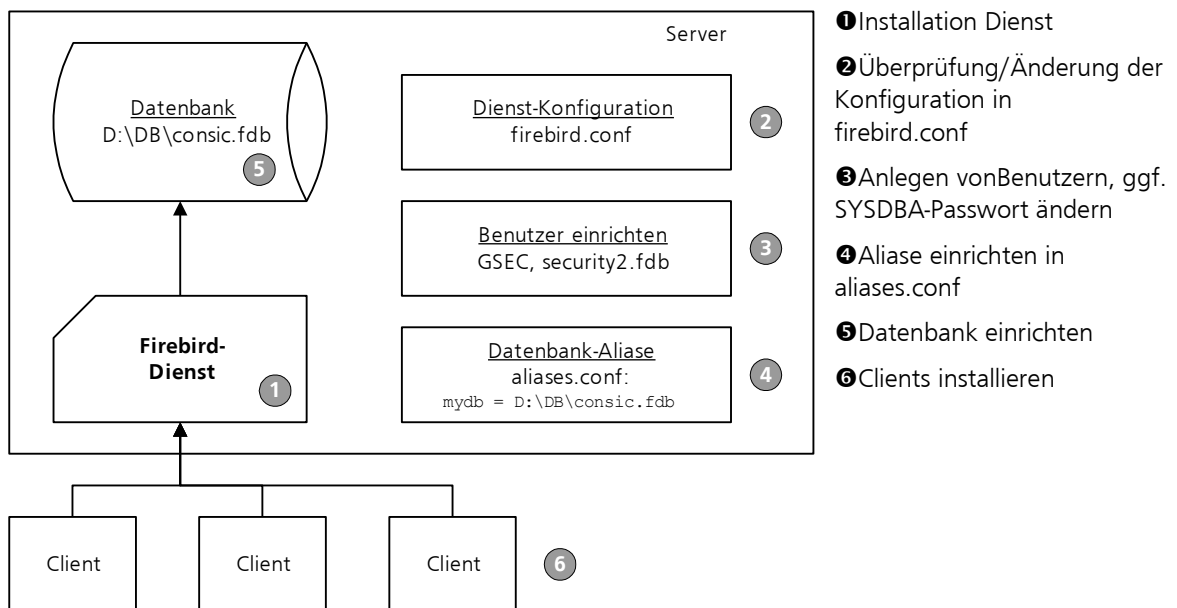 Server
Datenbank
D:\DB\consic.fdb
5
Dienst-Konfiguration
firebird.conf
2
Benutzer einrichten
GSEC, security2.fdb
3
Firebird-
Dienst
1
Datenbank-Aliase
aliases.conf:
mydb = D:\DB\consic.fdb
4
Client
Client
Client
6
❶Installation Dienst
❷Überprüfung/Änderung der
Konfiguration in
firebird.conf
❸Anlegen vonBenutzern, ggf.
SYSDBA-Passwort ändern
❹Aliase einrichten in
aliases.conf
❺Datenbank einrichten
❻Clients installieren